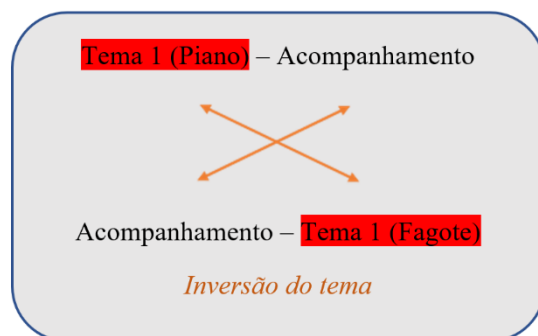 Tema 1 (Piano) – Acompanhamento
Acompanhamento – Tema 1 (Fagote)
Inversão do tema